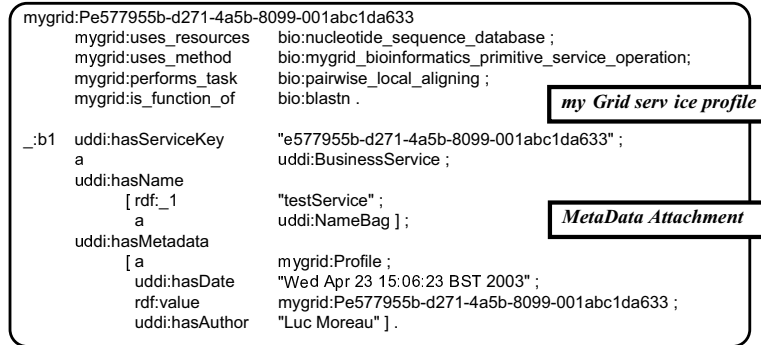 mygrid:Pe577955b-d271-4a5b-8099-001abc1da633
mygrid:uses_resources bio:nucleotide_sequence_database ;
mygrid:uses_method bio:mygrid_bioinformatics_primitive_service_operation;
mygrid:performs_task bio:pairwise_local_aligning ;
mygrid:is_function_of bio:blastn .
my Grid serv ice profile
_:b1 uddi:hasServiceKey "e577955b-d271-4a5b-8099-001abc1da633" ;
a uddi:BusinessService ;
uddi:hasName
[ rdf:_1 "testService" ;
a uddi:NameBag ] ;
MetaData Attachment
uddi:hasMetadata
[ a mygrid:Profile ;
uddi:hasDate "Wed Apr 23 15:06:23 BST 2003" ;
rdf:value mygrid:Pe577955b-d271-4a5b-8099-001abc1da633 ;
uddi:hasAuthor "Luc Moreau" ] .